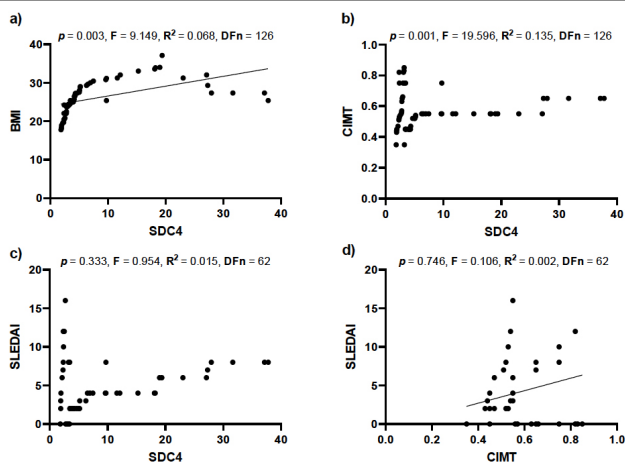 a)
p = 0.003, F = 9.149, R² = 0.068, DFn = 126
40
30
20
10
0
BMI
0 10 20 30 40
SDC4
b)
p = 0.001, F = 19.596, R² = 0.135, DFn = 126
1.0
0.8
0.6
0.4
0.2
0.0
CIMT
0 10 20 30 40
SDC4
c)
p = 0.333, F = 0.954, R² = 0.015, DFn = 62
20
15
10
5
0
SLEDAI
0 10 20 30 40
SDC4
d)
p = 0.746, F = 0.106, R² = 0.002, DFn = 62
20
15
10
5
0
SLEDAI
0.0 0.2 0.4 0.6 0.8 1.0
CIMT